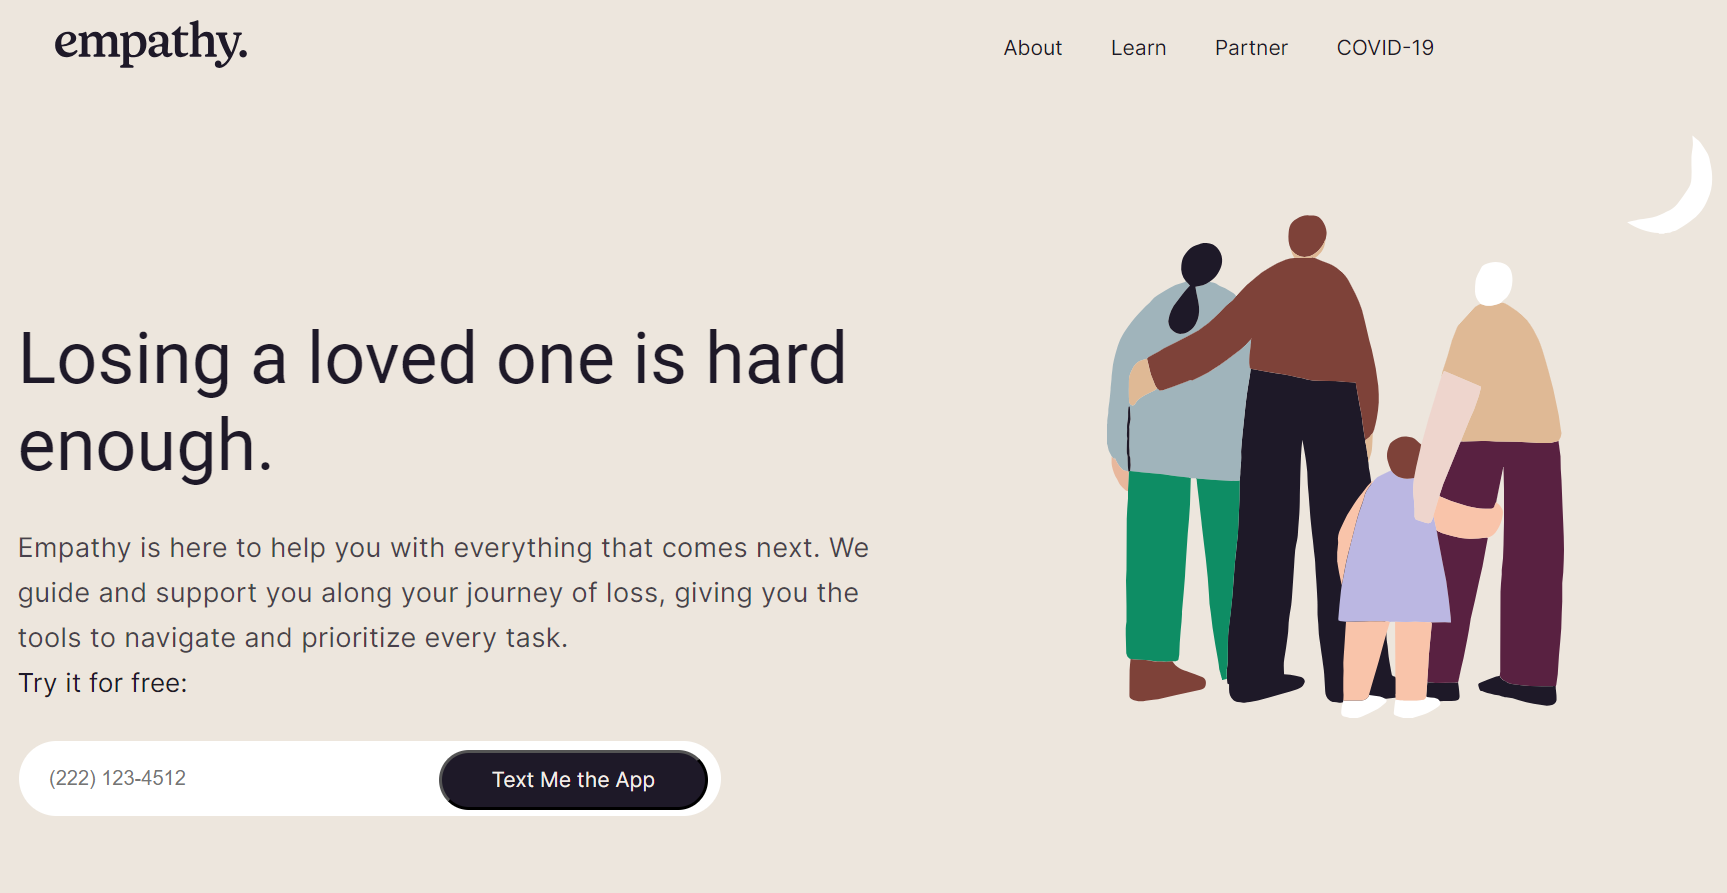 empathy.
About Learn Partner COVID-19
Losing a loved one is hard
enough.
Empathy is here to help you with everything that comes next. We
guide and support you along your journey of loss, giving you the
tools to navigate and prioritize every task.
Try it for free:
(222) 123-4512
Text Me the App